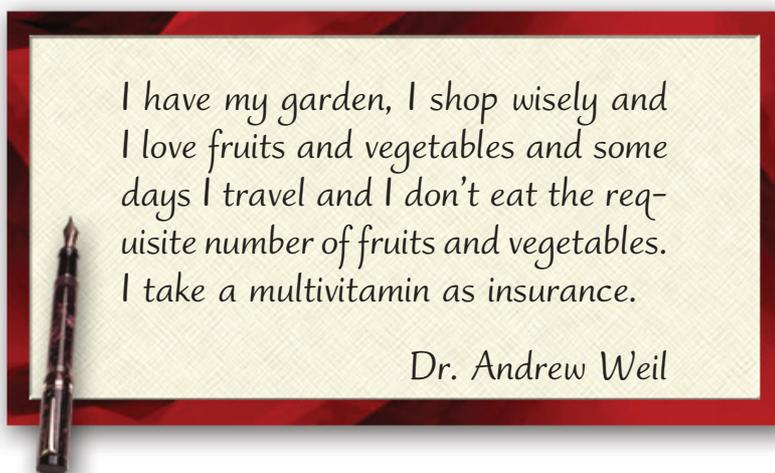 I have my garden, I shop wisely and
I love fruits and vegetables and some
days I travel and I don't eat the req-
uisite number of fruits and vegetables.
I take a multivitamin as insurance.
Dr. Andrew Weil